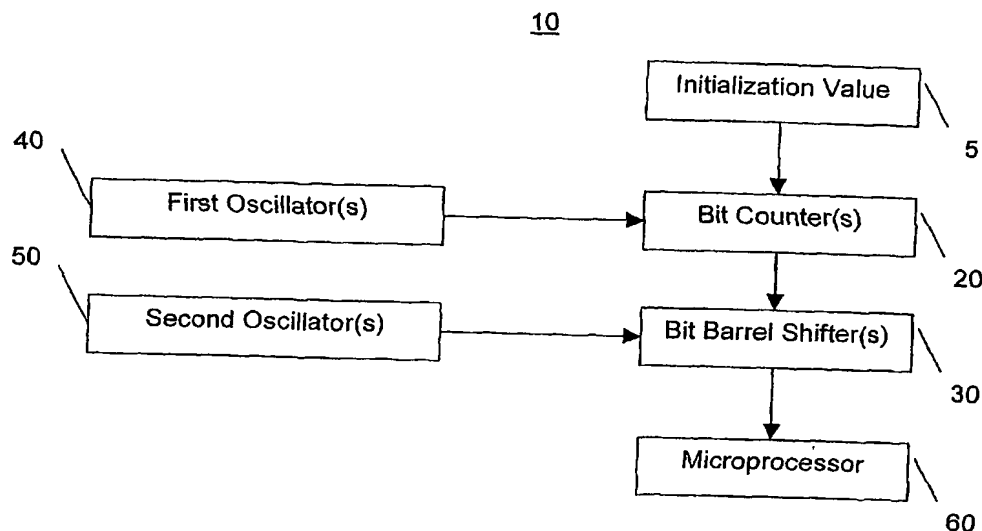 10
Initialization Value
5
40
First Oscillator(s)
Bit Counter(s)
20
50
Second Oscillator(s)
Bit Barrel Shifter(s)
30
Microprocessor
60